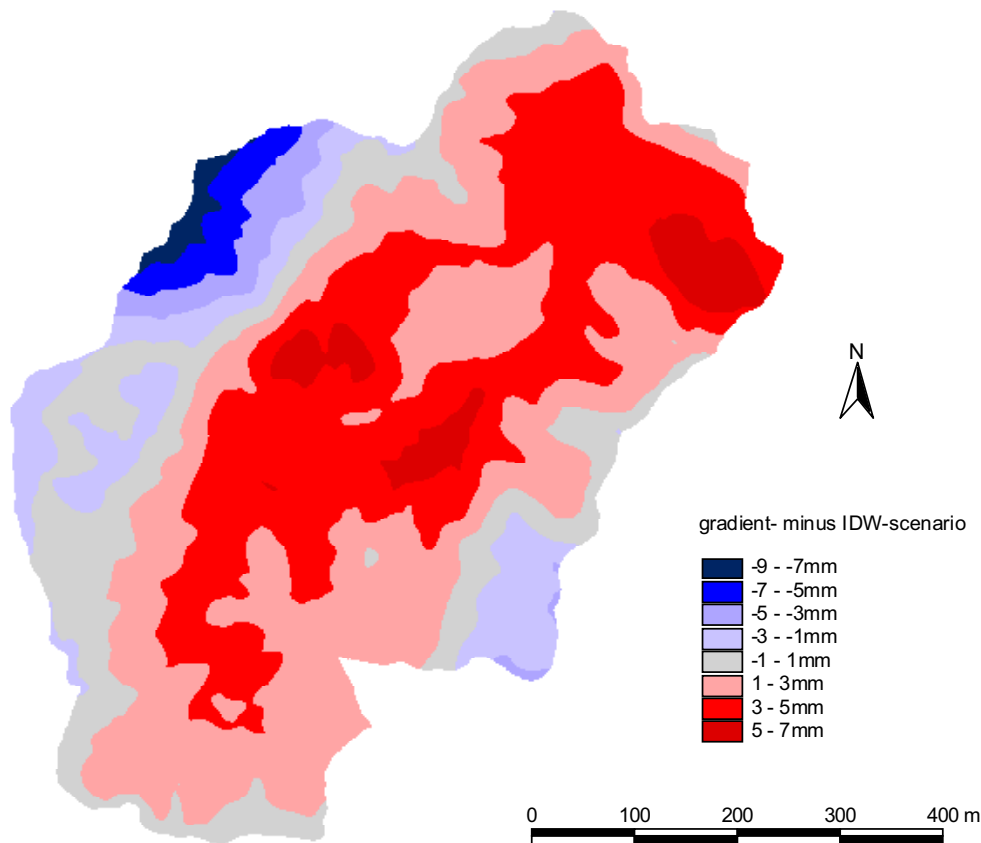 N
gradient- minus IDW-scenario
-9 - -7mm
-7 - -5mm
-5 - -3mm
-3 - -1mm
-1 - 1mm
1 - 3mm
3 - 5mm
5 - 7mm
0 100 200 300 400 m